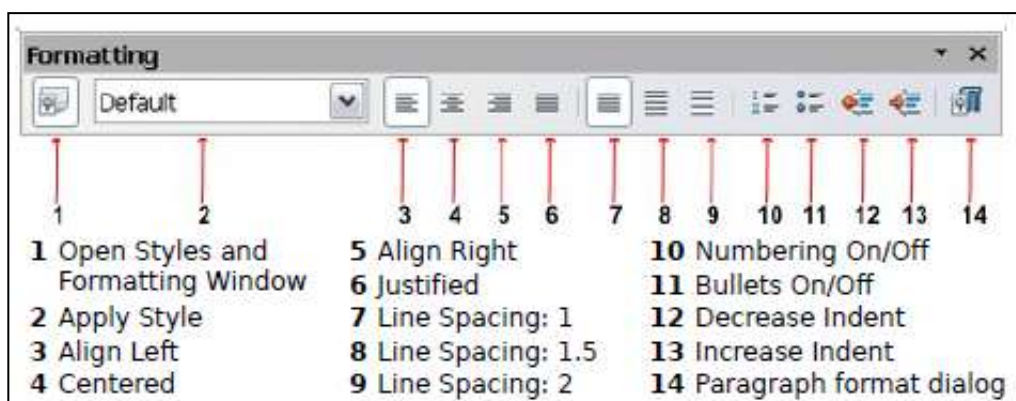 Formatting
Default
1 2 3 4 5 6 7 8 9 10 11 12 13 14
1 Open Styles and
Formatting Window
2 Apply Style
3 Align Left
4 Centered
5 Align Right
6 Justified
7 Line Spacing: 1
8 Line Spacing: 1.5
9 Line Spacing: 2
10 Numbering On/Off
11 Bullets On/Off
12 Decrease Indent
13 Increase Indent
14 Paragraph format dialog